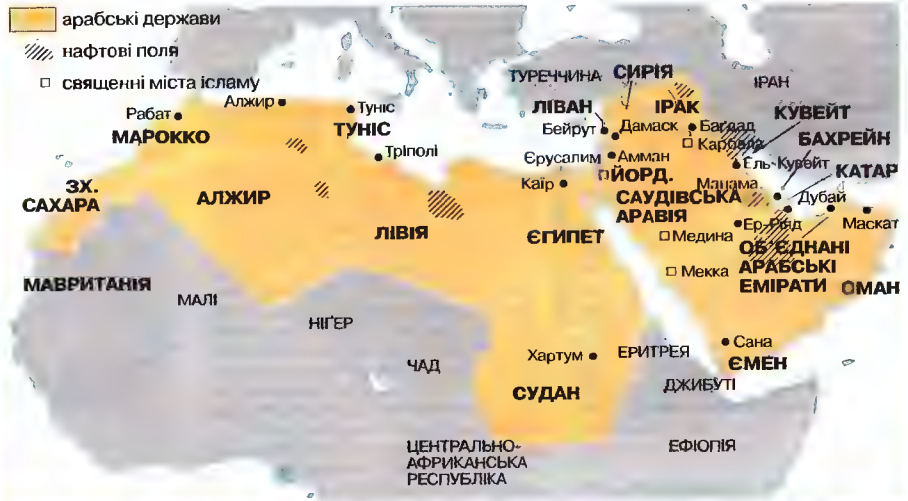 арабські держави
нафтові поля
священні міста ісламу
ТУРЕЧЧИНА
СИРІЯ
ІРАН
Рабат
Алжир
Туніс
ЛІВАН
ІРАК
КУВЕЙТ
МАРОККО
ТУНІС
Бейрут
Дамаск
Багдад
БАХРЕЙН
Тріполі
Карбала
Єрусалим
Амман
Ель-Кувейт
КАТАР
ЗХ.
САХАРА
АЛЖИР
Каїр
ЙОРД.
Манама
Дубай
САУДІВСЬКА
АРАВІЯ
Маскат
ЛІВІЯ
ЄГИПЕТ
Медина
Ер-Ріяд
ОБ'ЄДНАНІ
АРАБСЬКІ
ЕМІРАТИ
Мекка
МАВРИТАНІЯ
МАЛІ
ОМАН
НІГЕР
ЧАД
Хартум
ЕРИТРЕЯ
Сана
ЄМЕН
СУДАН
ДЖИБУТІ
ЦЕНТРАЛЬНО-
АФРИКАНСЬКА
РЕСПУБЛІКА
ЕФІОПІЯ